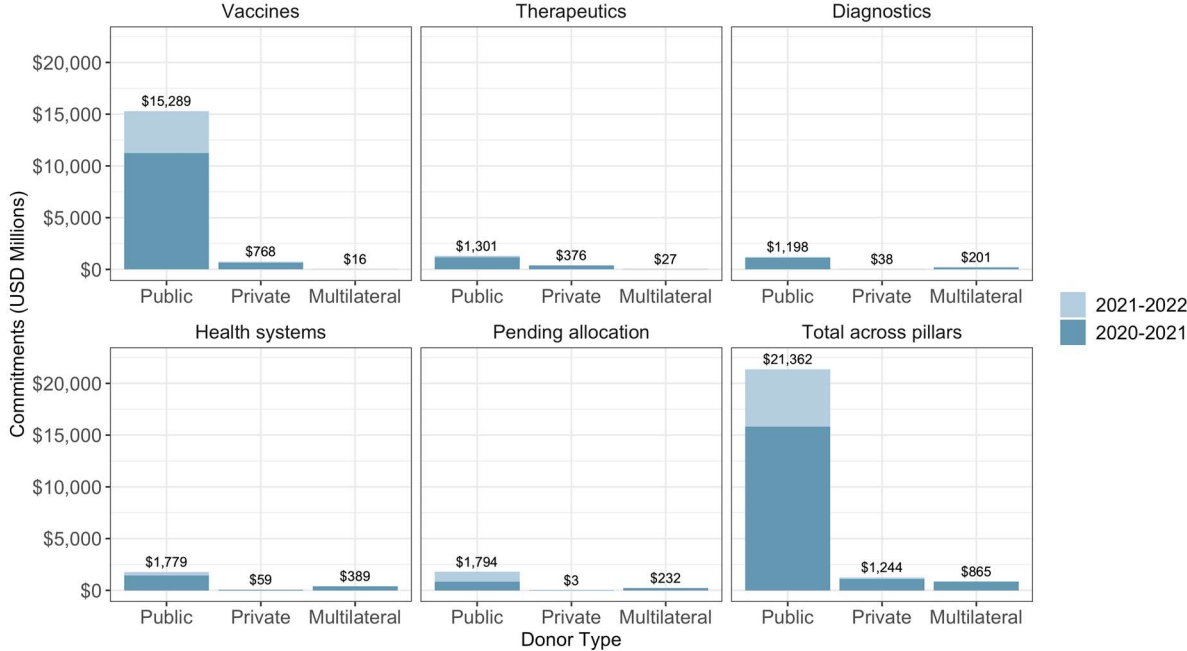 Vaccines Therapeutics Diagnostics
$20,000
$15,000
$10,000
$5,000
$0
$15,289 $768 $16
$1,301 $376 $27
$1,198 $38 $201
Public Private Multilateral Public Private Multilateral Public Private Multilateral
Health systems Pending allocation Total across pillars
$20,000
$15,000
$10,000
$5,000
$0
$1,779 $59 $389
$1,794 $3 $232
$21,362 $1,244 $865
Public Private Multilateral Public Private Multilateral Public Private Multilateral
Donor Type
Commitments (USD Millions)
2021-2022
2020-2021